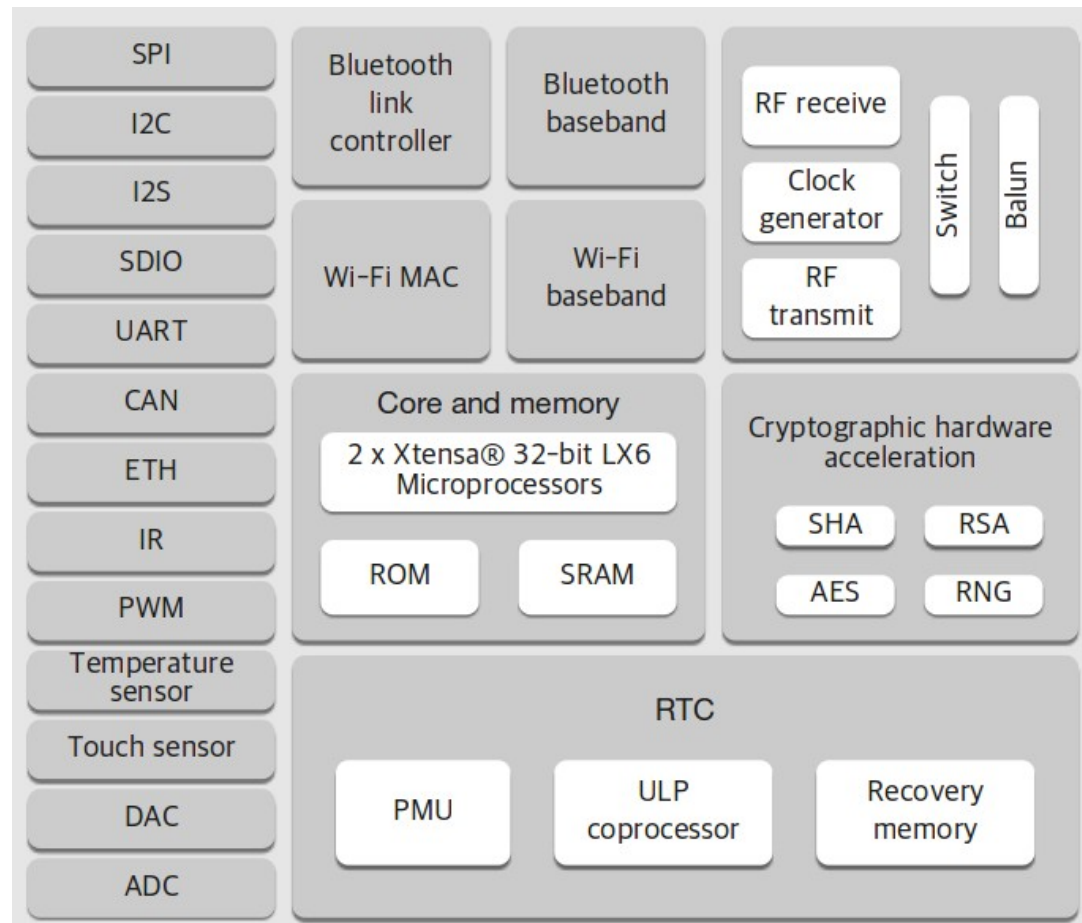 SPI
I2C
I2S
SDIO
UART
CAN
ETH
IR
PWM
Temperature
sensor
Touch sensor
DAC
ADC
Bluetooth
link
controller
Bluetooth
baseband
Wi-Fi MAC
Wi-Fi
baseband
RF receive
Clock
generator
RF
transmit
Switch
Balun
Core and memory
2 x Xtensa® 32-bit LX6
Microprocessors
ROM
SRAM
Cryptographic hardware
acceleration
SHA
RSA
AES
RNG
RTC
PMU
ULP
coprocessor
Recovery
memory